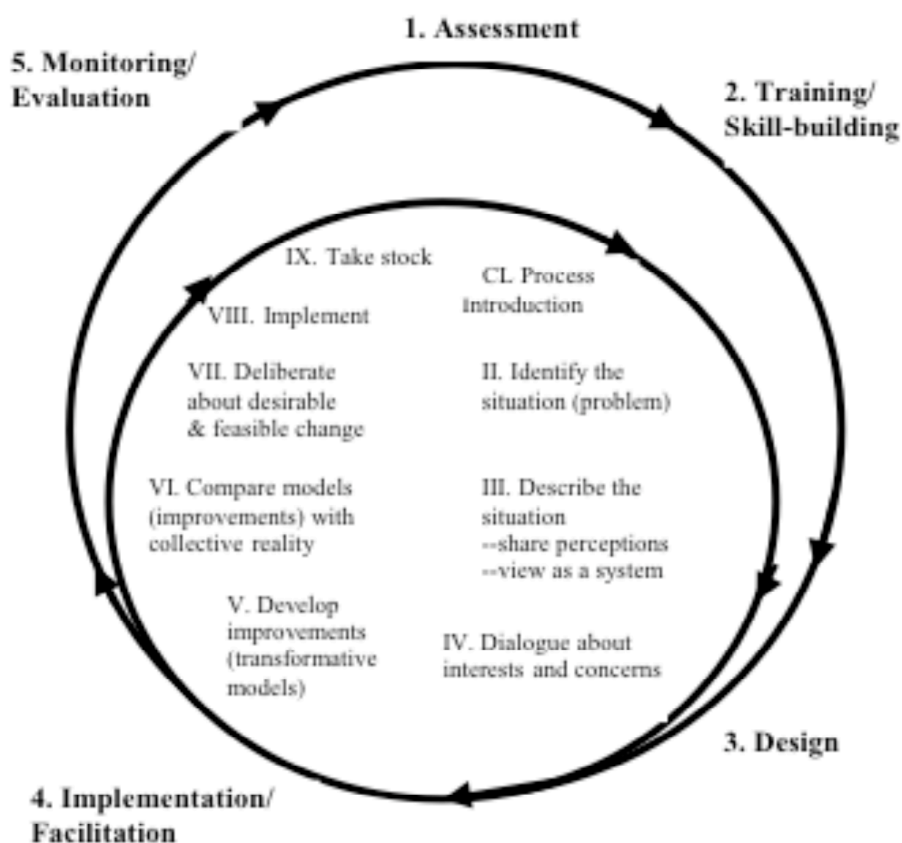 1. Assessment
2. Training/
Skill-building
3. Design
4. Implementation/
Facilitation
5. Monitoring/
Evaluation
CL Process
Introduction
II. Identify the
situation (problem)
III. Describe the
situation
--share perceptions
--view as a system
IV. Dialogue about
interests and concerns
V. Develop
improvements
(transformative
models)
VI. Compare models
(improvements) with
collective reality
VII. Deliberate
about desirable
& feasible change
VIII. Implement
IX. Take stock